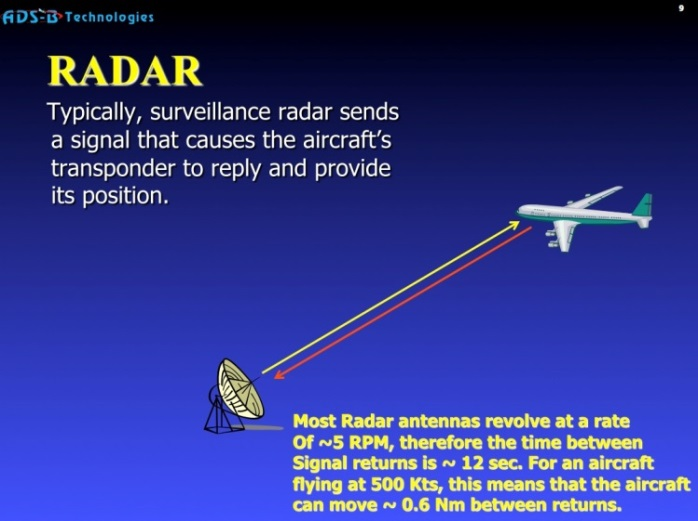 ADS-B Technologies
9
RADAR
Typically, surveillance radar sends
a signal that causes the aircraft's
transponder to reply and provide
its position.
Most Radar antennas revolve at a rate
Of ~5 RPM, therefore the time between
Signal returns is ~ 12 sec. For an aircraft
flying at 500 Kts, this means that the aircraft
can move ~ 0.6 Nm between returns.